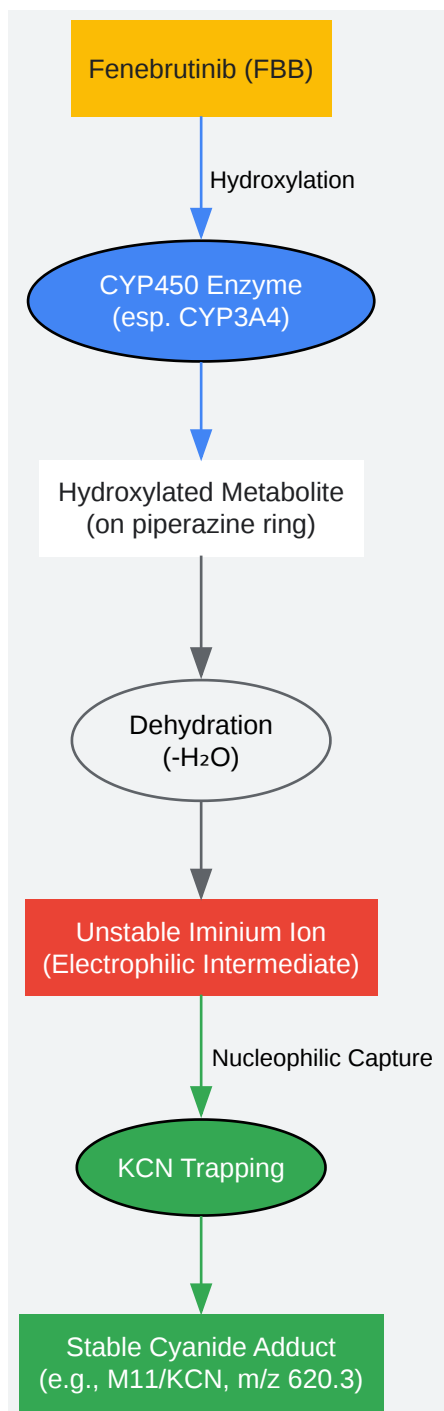 Fenebrutinib (FBB)
Hydroxylation
CYP450 Enzyme
(esp. CYP3A4)
Hydroxylated Metabolite
(on piperazine ring)
Dehydration
(-H₂O)
Unstable Iminium Ion
(Electrophilic Intermediate)
Nucleophilic Capture
KCN Trapping
Stable Cyanide Adduct
(e.g., M11/KCN, m/z 620.3)